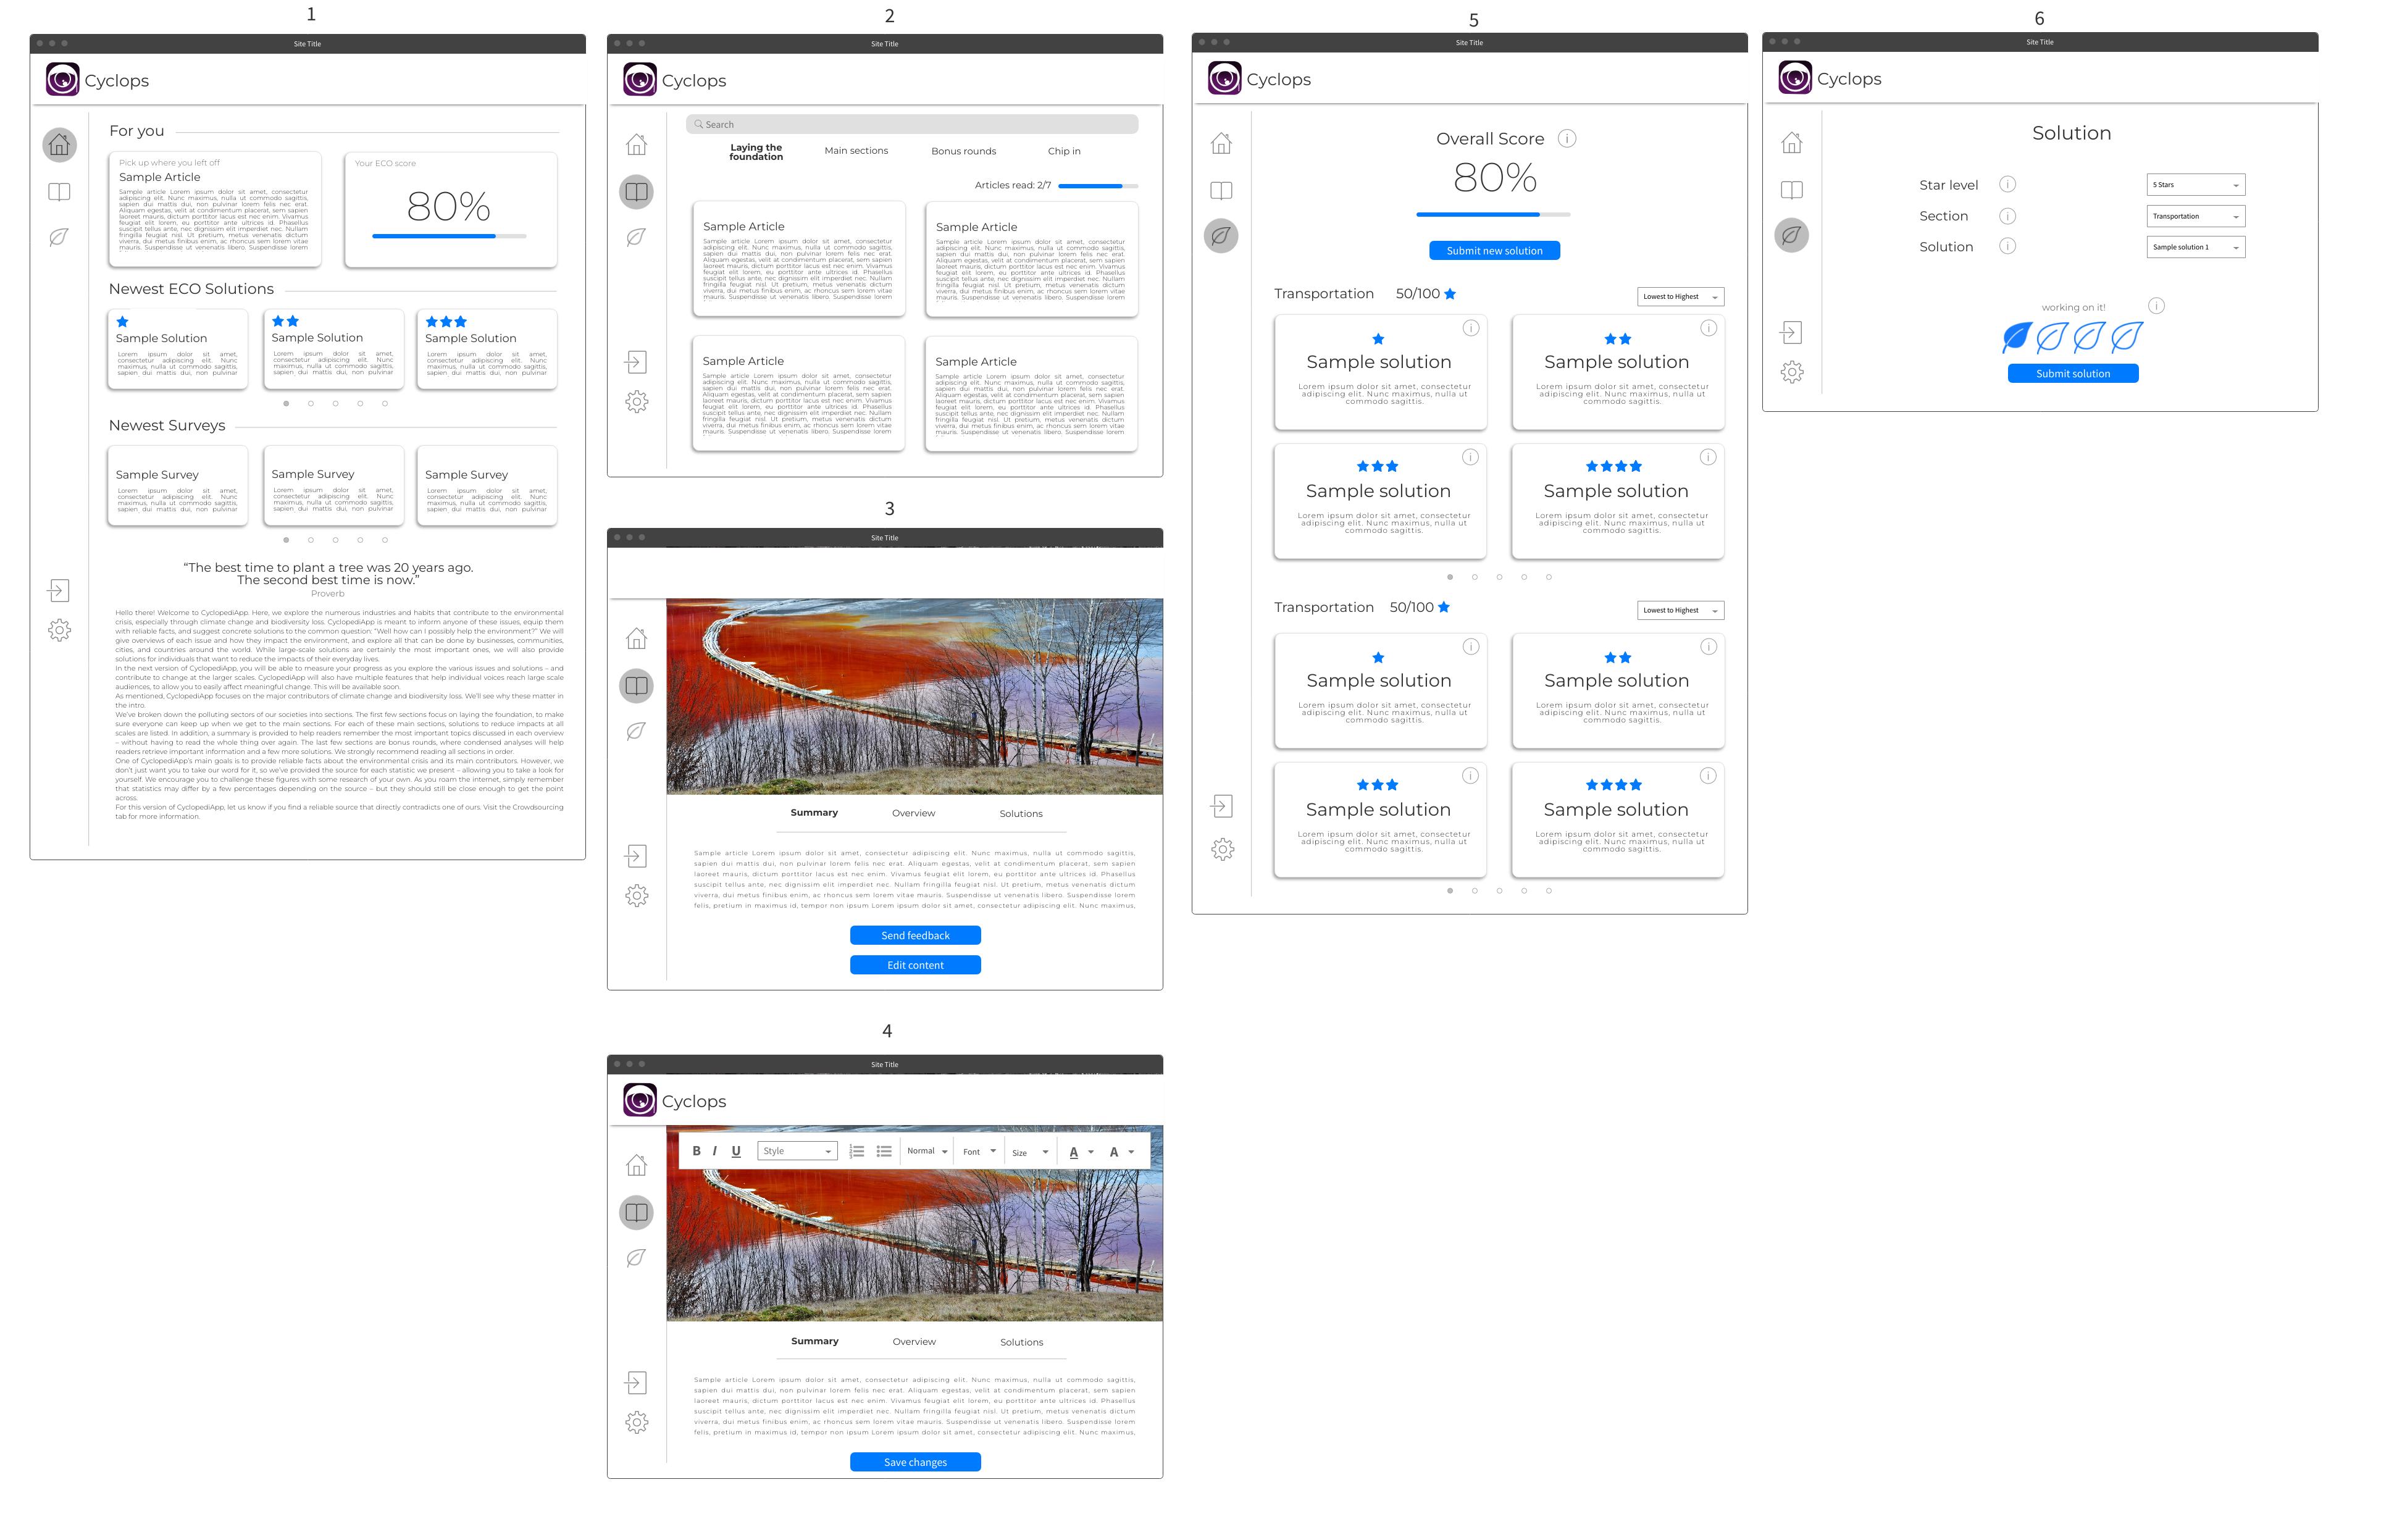 1
Site Title
Cyclops
For you
Pick up where you left off
Sample Article
Sample article Lorem ipsum dolor sit amet, consectetur
adipiscing elit. Nunc maximus, nulla ut commodo sagittis,
sapien dui mattis dui, non pulvinar lorem felis nec erat.
Aliquam egestas, velit at condimentum placerat, sem sapien
laoreet mauris, dictum porttitor lacus est nec enim. Vivamus
feugiat elit lorem, eu porttitor ante ultrices id. Phasellus
suscipit tellus ante, nec dignissim elit imperdiet nec. Nullam
fringilla feugiat nisl. Ut pretium, metus venenatis dictum
viverra, dui metus finibus enim, ac rhoncus sem lorem vitae
mauris. Suspendisse ut venenatis libero. Suspendisse lorem
Your ECO score
80%
Newest ECO Solutions
Sample Solution
Lorem ipsum dolor sit amet,
consectetur adipiscing elit. Nunc
maximus, nulla ut commodo sagittis,
sapien dui mattis dui, non pulvinar
Sample Solution
Lorem ipsum dolor sit amet,
consectetur adipiscing elit. Nunc
maximus, nulla ut commodo sagittis,
sapien dui mattis dui, non pulvinar
Sample Solution
Lorem ipsum dolor sit amet,
consectetur adipiscing elit. Nunc
maximus, nulla ut commodo sagittis,
sapien dui mattis dui, non pulvinar
Newest Surveys
Sample Survey
Lorem ipsum dolor sit amet,
consectetur adipiscing elit. Nunc
maximus, nulla ut commodo sagittis,
sapien dui mattis dui, non pulvinar
Sample Survey
Lorem ipsum dolor sit amet,
consectetur adipiscing elit. Nunc
maximus, nulla ut commodo sagittis,
sapien dui mattis dui, non pulvinar
Sample Survey
Lorem ipsum dolor sit amet,
consectetur adipiscing elit. Nunc
maximus, nulla ut commodo sagittis,
sapien dui mattis dui, non pulvinar
“The best time to plant a tree was 20 years ago.
The second best time is now.”
Proverb
Hello there! Welcome to CyclopediApp. Here, we explore the numerous industries and habits that contribute to the environmental
crisis, especially through climate change and biodiversity loss. CyclopediApp is meant to inform anyone of these issues, equip them
with reliable facts, and suggest concrete solutions to the common question: “Well how can I possibly help the environment?” We will
give overviews of each issue and how they impact the environment, and explore all that can be done by businesses, communities,
cities, and countries around the world. While large-scale solutions are certainly the most important ones, we will also provide
solutions for individuals that want to reduce the impacts of their everyday lives.
In the next version of CyclopediApp, you will be able to measure your progress as you explore the various issues and solutions – and
contribute to change at the larger scales. CyclopediApp will also have multiple features that help individual voices reach large scale
audiences, to allow you to easily affect meaningful change. This will be available soon.
As mentioned, CyclopediApp focuses on the major contributors of climate change and biodiversity loss. We’ll see why these matter in
the intro.
We’ve broken down the polluting sectors of our societies into sections. The first few sections focus on laying the foundation, to make
sure everyone can keep up when we get to the main sections. For each of these main sections, solutions to reduce impacts at all
scales are listed. In addition, a summary is provided to help readers remember the most important topics discussed in each overview
– without having to read the whole thing over again. The last few sections are bonus rounds, where condensed analyses will help
readers retrieve important information and a few more solutions. We strongly recommend reading all sections in order.
One of CyclopediApp’s main goals is to provide reliable facts about the environmental crisis and its main contributors. However, we
don’t just want you to take our word for it, so we’ve provided the source for each statistic we present – allowing you to take a look for
yourself. We encourage you to challenge these figures with some research of your own. As you roam the internet, simply remember
that statistics may differ by a few percentages depending on the source – but they should still be close enough to get the point
across.
For this version of CyclopediApp, let us know if you find a reliable source that directly contradicts one of ours. Visit the Crowdsourcing
tab for more information.
2
Site Title
Cyclops
Search
Laying the
foundation
Main sections
Bonus rounds
Chip in
Articles read: 2/7
Sample Article
Sample article Lorem ipsum dolor sit amet, consectetur
adipiscing elit. Nunc maximus, nulla ut commodo sagittis,
sapien dui mattis dui, non pulvinar lorem felis nec erat.
Aliquam egestas, velit at condimentum placerat, sem sapien
laoreet mauris, dictum porttitor lacus est nec enim. Vivamus
feugiat elit lorem, eu porttitor ante ultrices id. Phasellus
suscipit tellus ante, nec dignissim elit imperdiet nec. Nullam
fringilla feugiat nisl. Ut pretium, metus venenatis dictum
viverra, dui metus finibus enim, ac rhoncus sem lorem vitae
mauris. Suspendisse ut venenatis libero. Suspendisse lorem
Sample Article
Sample article Lorem ipsum dolor sit amet, consectetur
adipiscing elit. Nunc maximus, nulla ut commodo sagittis,
sapien dui mattis dui, non pulvinar lorem felis nec erat.
Aliquam egestas, velit at condimentum placerat, sem sapien
laoreet mauris, dictum porttitor lacus est nec enim. Vivamus
feugiat elit lorem, eu porttitor ante ultrices id. Phasellus
suscipit tellus ante, nec dignissim elit imperdiet nec. Nullam
fringilla feugiat nisl. Ut pretium, metus venenatis dictum
viverra, dui metus finibus enim, ac rhoncus sem lorem vitae
mauris. Suspendisse ut venenatis libero. Suspendisse lorem
Sample Article
Sample article Lorem ipsum dolor sit amet, consectetur
adipiscing elit. Nunc maximus, nulla ut commodo sagittis,
sapien dui mattis dui, non pulvinar lorem felis nec erat.
Aliquam egestas, velit at condimentum placerat, sem sapien
laoreet mauris, dictum porttitor lacus est nec enim. Vivamus
feugiat elit lorem, eu porttitor ante ultrices id. Phasellus
suscipit tellus ante, nec dignissim elit imperdiet nec. Nullam
fringilla feugiat nisl. Ut pretium, metus venenatis dictum
viverra, dui metus finibus enim, ac rhoncus sem lorem vitae
mauris. Suspendisse ut venenatis libero. Suspendisse lorem
Sample Article
Sample article Lorem ipsum dolor sit amet, consectetur
adipiscing elit. Nunc maximus, nulla ut commodo sagittis,
sapien dui mattis dui, non pulvinar lorem felis nec erat.
Aliquam egestas, velit at condimentum placerat, sem sapien
laoreet mauris, dictum porttitor lacus est nec enim. Vivamus
feugiat elit lorem, eu porttitor ante ultrices id. Phasellus
suscipit tellus ante, nec dignissim elit imperdiet nec. Nullam
fringilla feugiat nisl. Ut pretium, metus venenatis dictum
viverra, dui metus finibus enim, ac rhoncus sem lorem vitae
mauris. Suspendisse ut venenatis libero. Suspendisse lorem
3
Site Title
Summary
Overview
Solutions
Sample article Lorem ipsum dolor sit amet, consectetur adipiscing elit. Nunc maximus, nulla ut commodo sagittis,
sapien dui mattis dui, non pulvinar lorem felis nec erat. Aliquam egestas, velit at condimentum placerat, sem sapien
laoreet mauris, dictum porttitor lacus est nec enim. Vivamus feugiat elit lorem, eu porttitor ante ultrices id. Phasellus
suscipit tellus ante, nec dignissim elit imperdiet nec. Nullam fringilla feugiat nisl. Ut pretium, metus venenatis dictum
viverra, dui metus finibus enim, ac rhoncus sem lorem vitae mauris. Suspendisse ut venenatis libero. Suspendisse lorem
felis, pretium in maximus id, tempor non ipsum Lorem ipsum dolor sit amet, consectetur adipiscing elit. Nunc maximus,
Send feedback
Edit content
4
Site Title
Cyclops
B I U
Style
1
2
3
Normal
Font
Size
A
A
Summary
Overview
Solutions
Sample article Lorem ipsum dolor sit amet, consectetur adipiscing elit. Nunc maximus, nulla ut commodo sagittis,
sapien dui mattis dui, non pulvinar lorem felis nec erat. Aliquam egestas, velit at condimentum placerat, sem sapien
laoreet mauris, dictum porttitor lacus est nec enim. Vivamus feugiat elit lorem, eu porttitor ante ultrices id. Phasellus
suscipit tellus ante, nec dignissim elit imperdiet nec. Nullam fringilla feugiat nisl. Ut pretium, metus venenatis dictum
viverra, dui metus finibus enim, ac rhoncus sem lorem vitae mauris. Suspendisse ut venenatis libero. Suspendisse lorem
felis, pretium in maximus id, tempor non ipsum Lorem ipsum dolor sit amet, consectetur adipiscing elit. Nunc maximus,
Save changes
5
Site Title
Cyclops
Overall Score
i
80%
Submit new solution
Transportation 50/100
Lowest to Highest
i
Sample solution
Lorem ipsum dolor sit amet, consectetur
adipiscing elit. Nunc maximus, nulla ut
commodo sagittis.
i
Sample solution
Lorem ipsum dolor sit amet, consectetur
adipiscing elit. Nunc maximus, nulla ut
commodo sagittis.
i
Sample solution
Lorem ipsum dolor sit amet, consectetur
adipiscing elit. Nunc maximus, nulla ut
commodo sagittis.
i
Sample solution
Lorem ipsum dolor sit amet, consectetur
adipiscing elit. Nunc maximus, nulla ut
commodo sagittis.
Transportation 50/100
Lowest to Highest
i
Sample solution
Lorem ipsum dolor sit amet, consectetur
adipiscing elit. Nunc maximus, nulla ut
commodo sagittis.
i
Sample solution
Lorem ipsum dolor sit amet, consectetur
adipiscing elit. Nunc maximus, nulla ut
commodo sagittis.
i
Sample solution
Lorem ipsum dolor sit amet, consectetur
adipiscing elit. Nunc maximus, nulla ut
commodo sagittis.
i
Sample solution
Lorem ipsum dolor sit amet, consectetur
adipiscing elit. Nunc maximus, nulla ut
commodo sagittis.
6
Site Title
Cyclops
Solution
Star level
i
5 Stars
Section
i
Transportation
Solution
i
Sample solution 1
working on it!
i
Submit solution